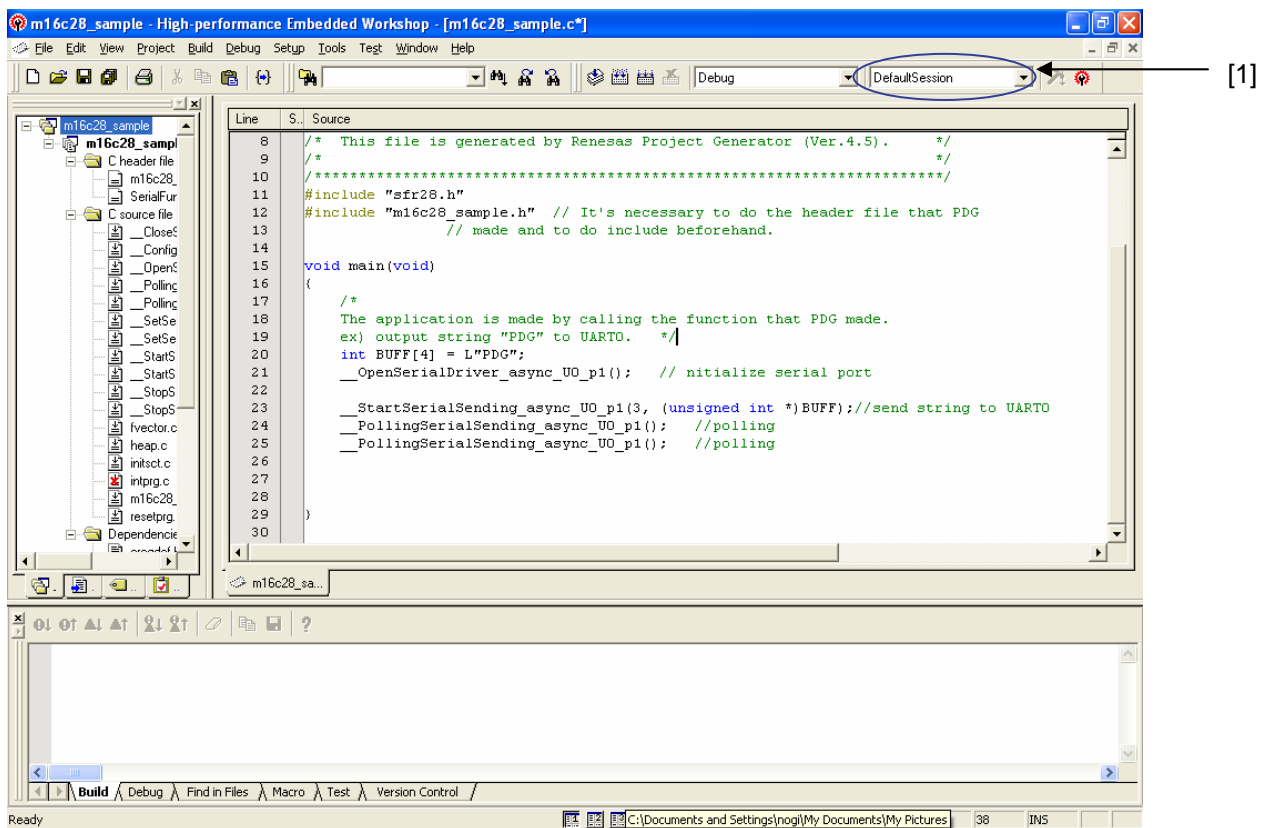 m16c28_sample - High-performance Embedded Workshop - [m16c28_sample.c*]
File Edit View Project Build Debug Setup Tools Test Window Help
Debug DefaultSession [1]
m16c28_sample
m16c28_sampl
C header file
m16c28_
SerialFur
C source file
__CloseS
__Config
__OpenS
__Polling
__Polling
__SetSe
__SetSe
__StartS
__StartS
__StopS
__StopS
fvector.c
heap.c
initsct.c
intprg.c
m16c28_
resetprg.
Dependencie
Line S.. Source
8 /* This file is generated by Renesas Project Generator (Ver.4.5). */
9 /* */
10 /***********************************************************************/
11 #include "sfr28.h"
12 #include "m16c28_sample.h" // It's necessary to do the header file that PDG
13 // made and to do include beforehand.
14
15 void main(void)
16 {
17 /*
18 The application is made by calling the function that PDG made.
19 ex) output string "PDG" to UART0. */
20 int BUFF[4] = L"PDG";
21 __OpenSerialDriver_async_U0_p1(); // nitialize serial port
22
23 __StartSerialSending_async_U0_p1(3, (unsigned int *)BUFF);//send string to UART0
24 __PollingSerialSending_async_U0_p1(); //polling
25 __PollingSerialSending_async_U0_p1(); //polling
26
27
28
29 }
30
m16c28_sa...
Build Debug Find in Files Macro Test Version Control
Ready C:\Documents and Settings\nogi\My Documents\My Pictures 38 INS